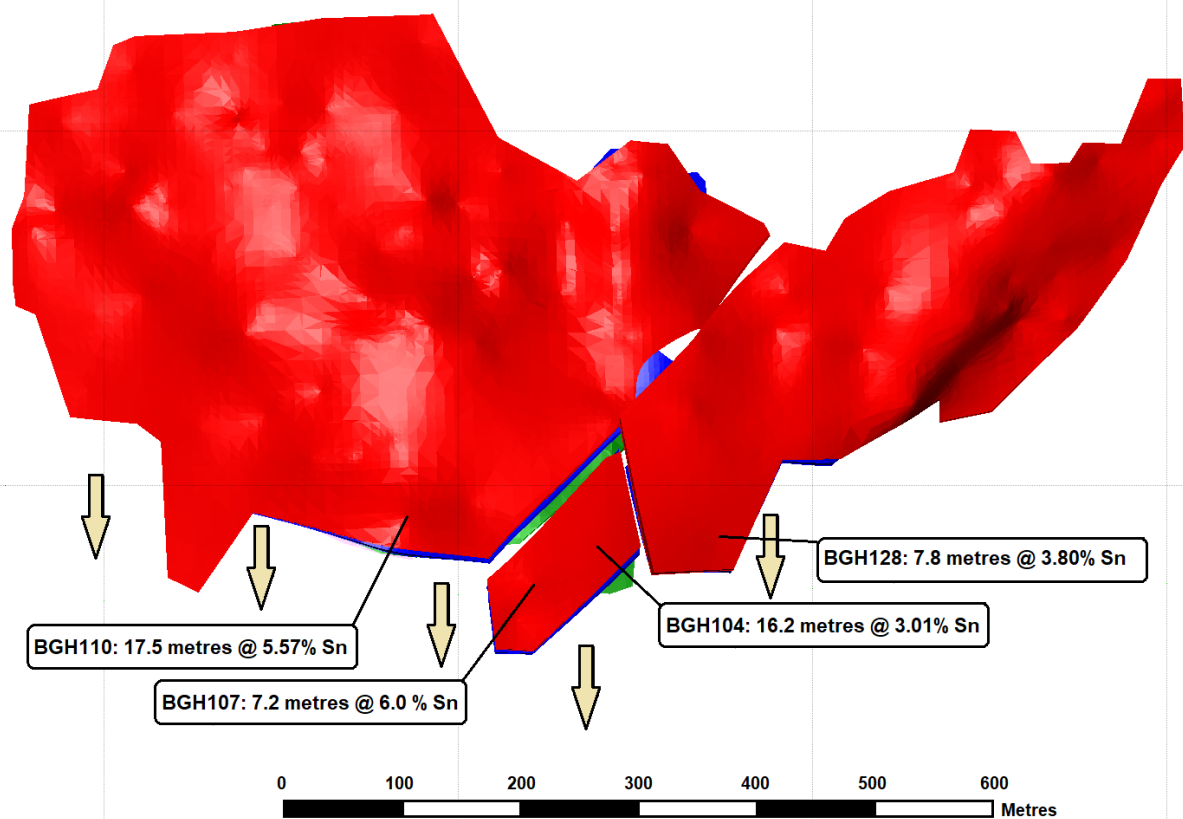 BGH128: 7.8 metres @ 3.80% Sn
BGH104: 16.2 metres @ 3.01% Sn
BGH110: 17.5 metres @ 5.57% Sn
BGH107: 7.2 metres @ 6.0 % Sn
0 100 200 300 400 500 600
Metres